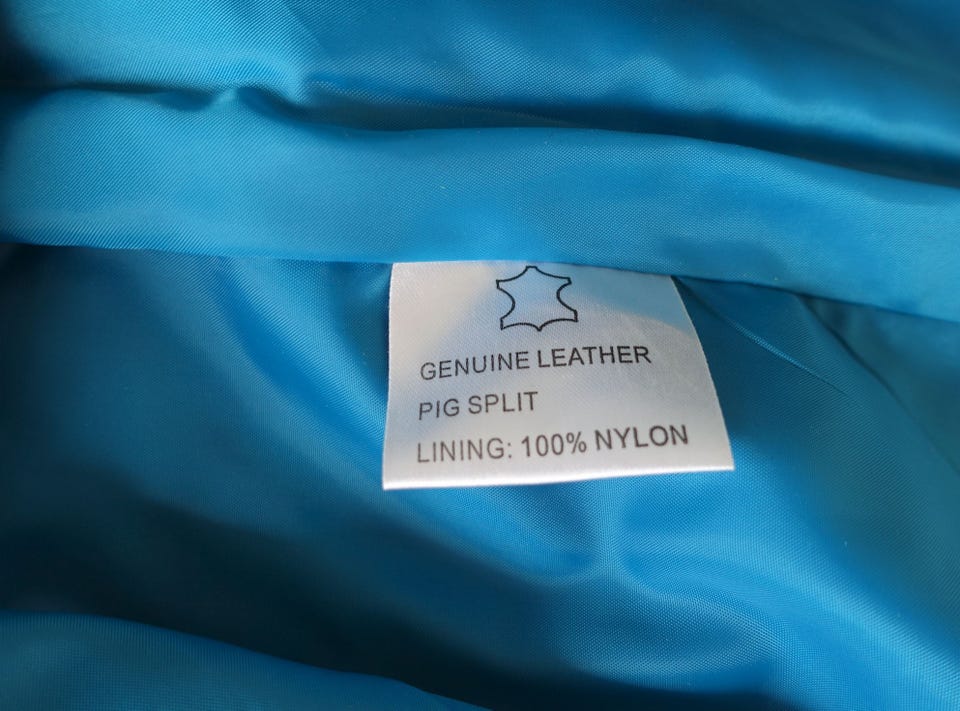 GENUINE LEATHER
PIG SPLIT
LINING: 100% NYLON